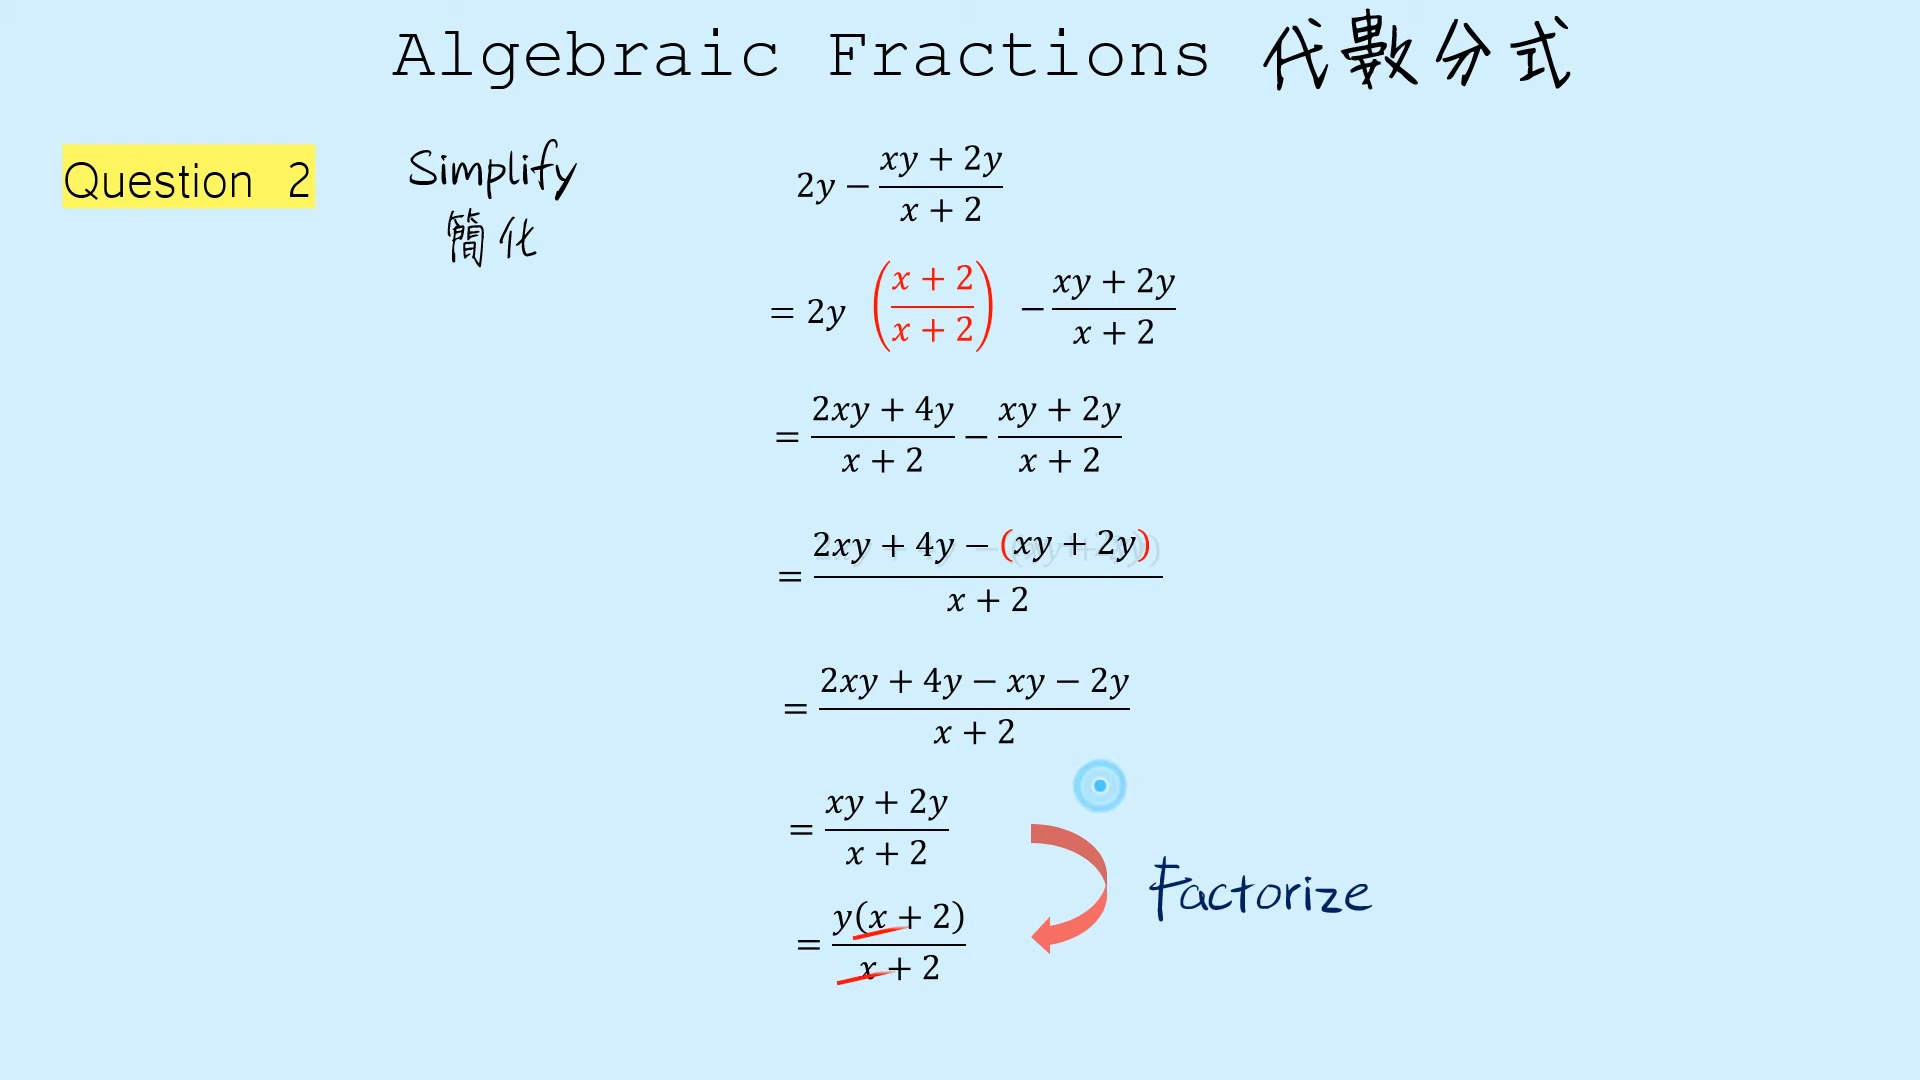 Algebraic Fractions 代數分式
Question 2
Simplify
簡化
2y − (xy + 2y)/(x + 2)
= 2y ((x + 2)/(x + 2)) − (xy + 2y)/(x + 2)
= (2xy + 4y)/(x + 2) − (xy + 2y)/(x + 2)
= (2xy + 4y − (xy + 2y))/(x + 2)
= (2xy + 4y − xy − 2y)/(x + 2)
= (xy + 2y)/(x + 2)
Factorize
= y(x + 2)/(x + 2)